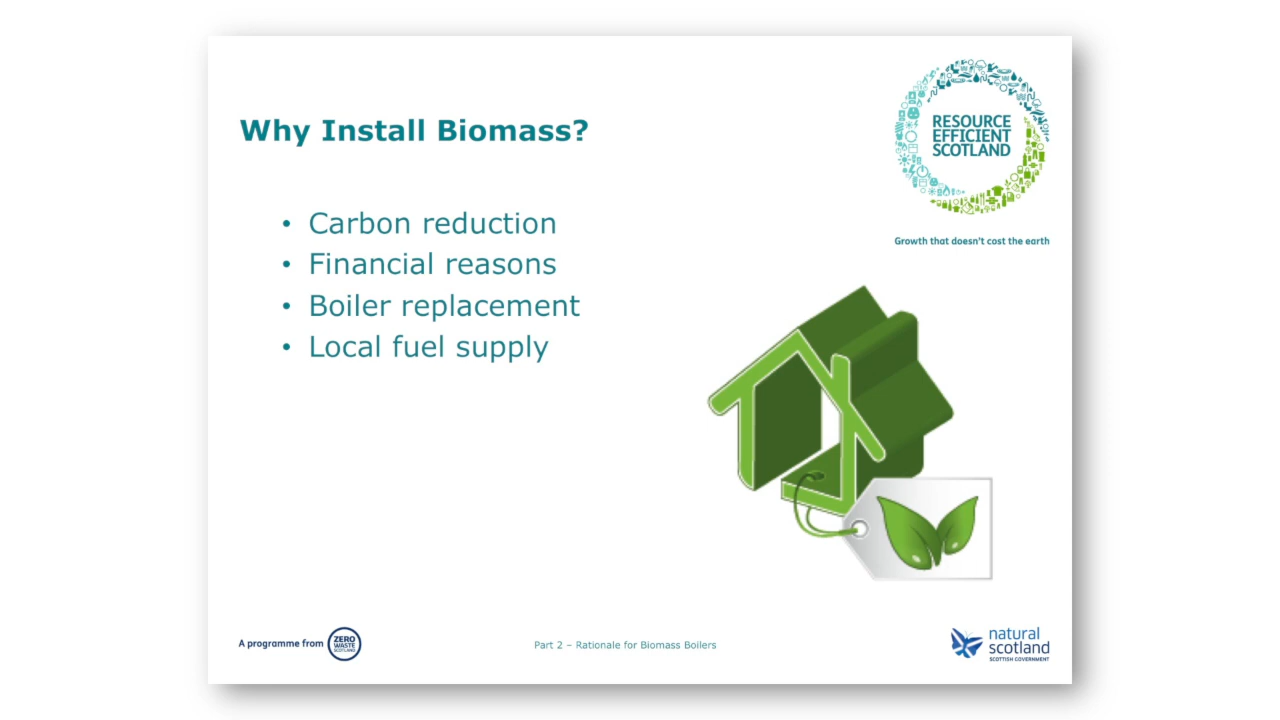 Why Install Biomass?
RESOURCE
EFFICIENT
SCOTLAND
Growth that doesn't cost the earth
• Carbon reduction
• Financial reasons
• Boiler replacement
• Local fuel supply
A programme from
ZERO
WASTE
SCOTLAND
Part 2 – Rationale for Biomass Boilers
natural
scotland
SCOTTISH GOVERNMENT